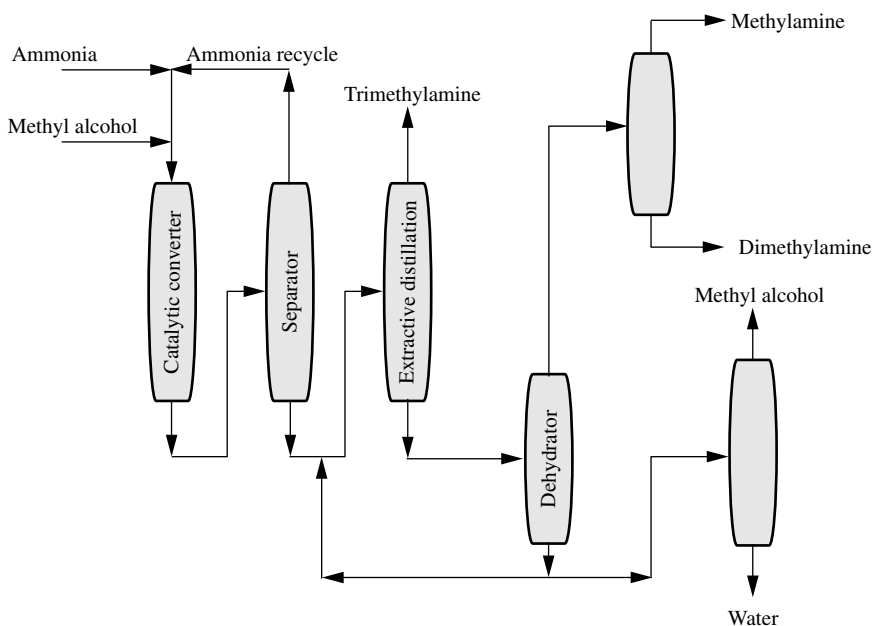 Methylamine
Ammonia
Ammonia recycle
Trimethylamine
Methyl alcohol
Catalytic converter
Separator
Extractive distillation
Dimethylamine
Methyl alcohol
Dehydrator
Water